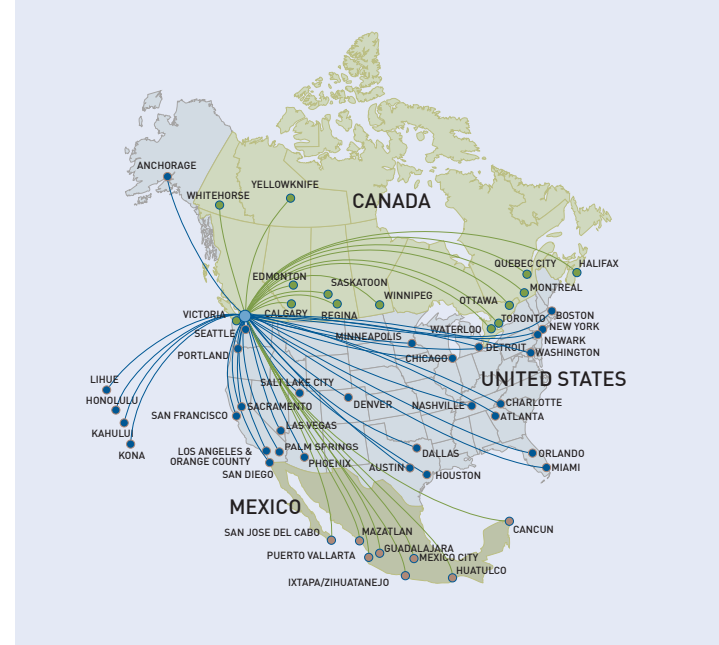 ANCHORAGE
YELLOWKNIFE
WHITEHORSE
CANADA
QUEBEC CITY
HALIFAX
EDMONTON
SASKATOON
MONTREAL
WINNIPEG
OTTAWA
VICTORIA
CALGARY
REGINA
TORONTO
BOSTON
WATERLOO
NEW YORK
SEATTLE
MINNEAPOLIS
NEWARK
DETROIT
WASHINGTON
PORTLAND
CHICAGO
LIHUE
SALT LAKE CITY
UNITED STATES
HONOLULU
SACRAMENTO
DENVER
NASHVILLE
CHARLOTTE
SAN FRANCISCO
ATLANTA
KAHULUI
LAS VEGAS
KONA
LOS ANGELES &
ORANGE COUNTY
PALM SPRINGS
DALLAS
ORLANDO
PHOENIX
AUSTIN
MIAMI
SAN DIEGO
HOUSTON
MEXICO
SAN JOSE DEL CABO
MAZATLAN
CANCUN
GUADALAJARA
PUERTO VALLARTA
MEXICO CITY
HUATULCO
IXTAPA/ZIHUATANEJO